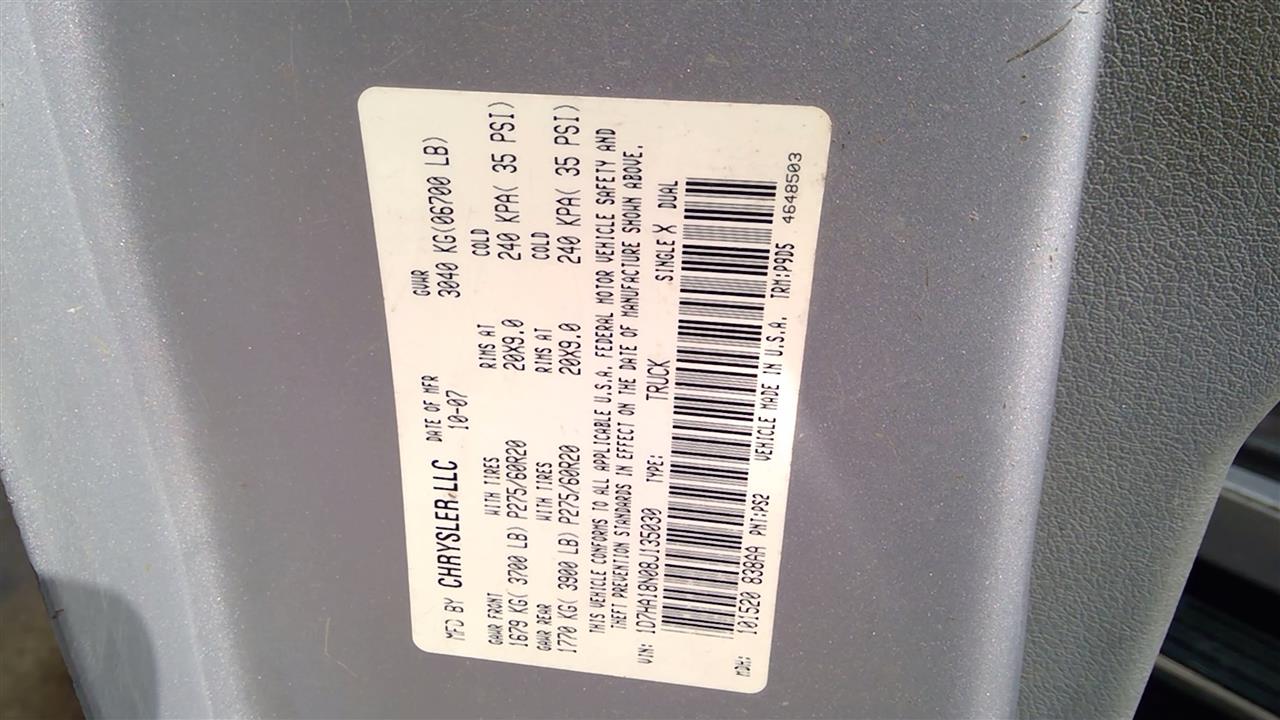 MFD BY CHRYSLER LLC DATE OF MFR GVWR
10-07 3040 KG(06700 LB)
GAWR FRONT WITH TIRES RIMS AT COLD
1679 KG( 3700 LB) P275/60R20 20X9.0 240 KPA( 35 PSI)
GAWR REAR WITH TIRES RIMS AT COLD
1770 KG( 3900 LB) P275/60R20 20X9.0 240 KPA( 35 PSI)
THIS VEHICLE CONFORMS TO ALL APPLICABLE U.S.A. FEDERAL MOTOR VEHICLE SAFETY AND
THEFT PREVENTION STANDARDS IN EFFECT ON THE DATE OF MANUFACTURE SHOWN ABOVE.
VIN: 1D7HA18N08J135030 TYPE: TRUCK SINGLE X DUAL
MDH: 101520 838AA PNT:PS2 VEHICLE MADE IN U.S.A. TRM:P9D5 4648503